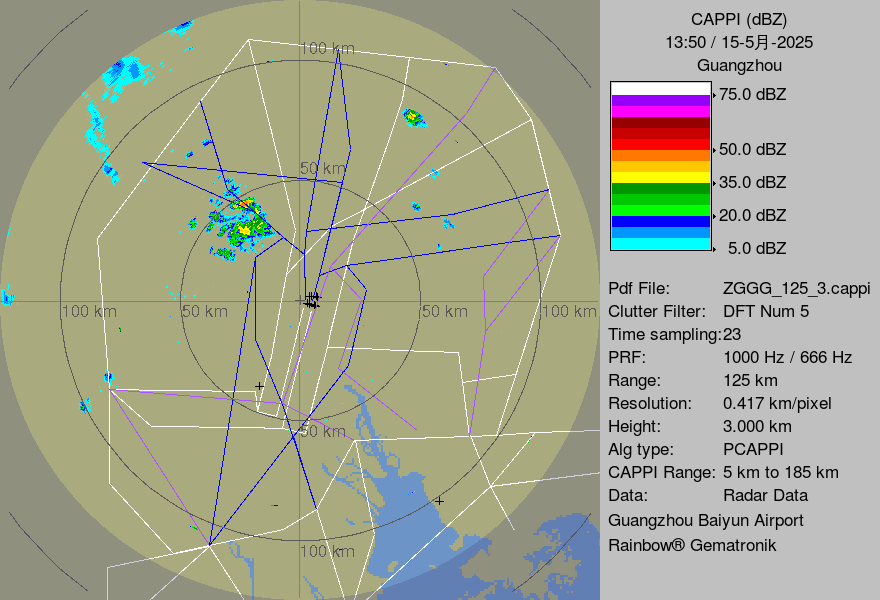 100 km
50 km
100 km
50 km
50 km
100 km
50 km
100 km
CAPPI (dBZ)
13:50 / 15-5月-2025
Guangzhou
75.0 dBZ
50.0 dBZ
35.0 dBZ
20.0 dBZ
5.0 dBZ
Pdf File: ZGGG_125_3.cappi
Clutter Filter: DFT Num 5
Time sampling:23
PRF: 1000 Hz / 666 Hz
Range: 125 km
Resolution: 0.417 km/pixel
Height: 3.000 km
Alg type: PCAPPI
CAPPI Range: 5 km to 185 km
Data: Radar Data
Guangzhou Baiyun Airport
Rainbow® Gematronik